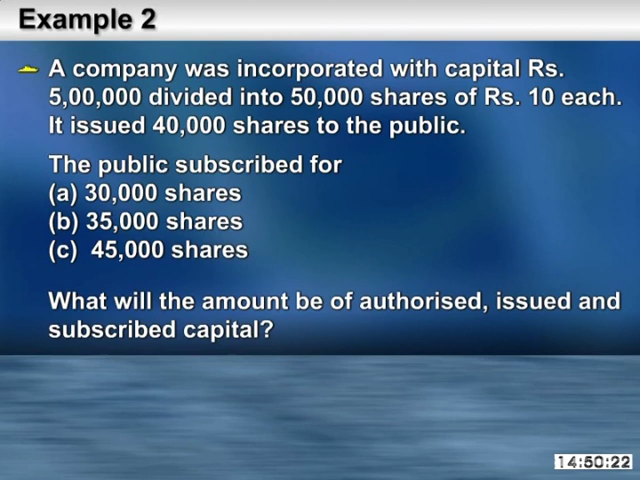 Example 2
A company was incorporated with capital Rs.
5,00,000 divided into 50,000 shares of Rs. 10 each.
It issued 40,000 shares to the public.
The public subscribed for
(a) 30,000 shares
(b) 35,000 shares
(c) 45,000 shares
What will the amount be of authorised, issued and
subscribed capital?
14:50:22